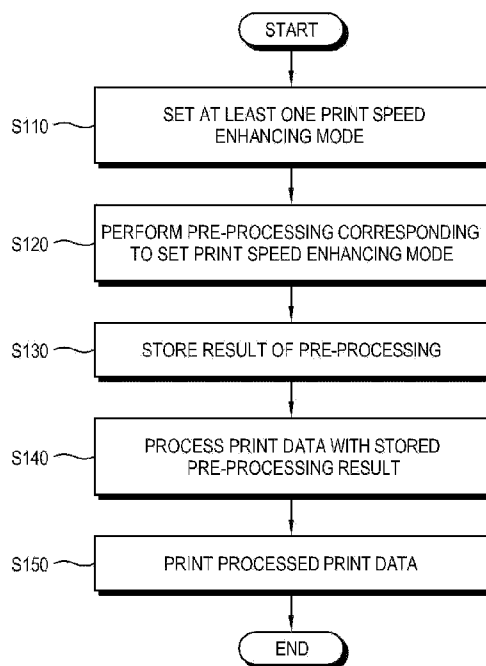 START
S110
SET AT LEAST ONE PRINT SPEED
ENHANCING MODE
S120
PERFORM PRE-PROCESSING CORRESPONDING
TO SET PRINT SPEED ENHANCING MODE
S130
STORE RESULT OF PRE-PROCESSING
S140
PROCESS PRINT DATA WITH STORED
PRE-PROCESSING RESULT
S150
PRINT PROCESSED PRINT DATA
END